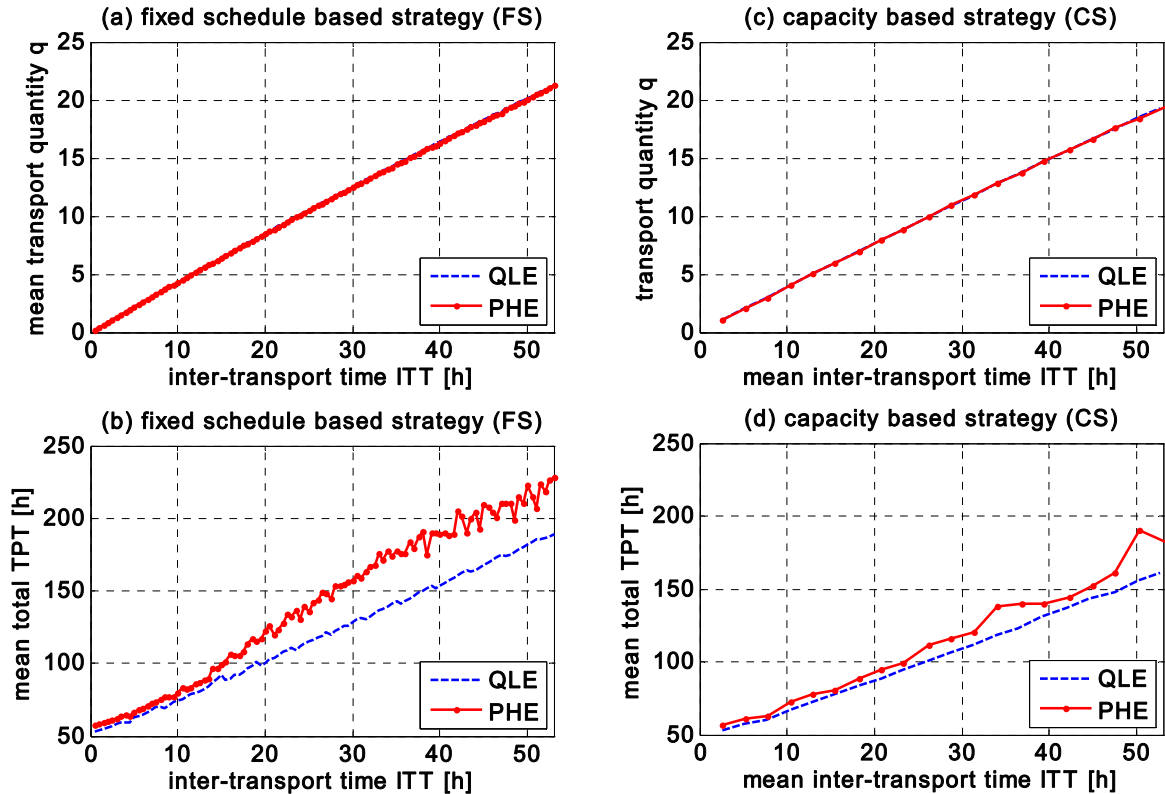 (a) fixed schedule based strategy (FS)
mean transport quantity q
25
20
15
10
5
0
QLE
PHE
0 10 20 30 40 50
inter-transport time ITT [h]
(c) capacity based strategy (CS)
transport quantity q
25
20
15
10
5
0
QLE
PHE
0 10 20 30 40 50
mean inter-transport time ITT [h]
(b) fixed schedule based strategy (FS)
mean total TPT [h]
250
200
150
100
50
QLE
PHE
0 10 20 30 40 50
inter-transport time ITT [h]
(d) capacity based strategy (CS)
mean total TPT [h]
250
200
150
100
50
QLE
PHE
0 10 20 30 40 50
mean inter-transport time ITT [h]